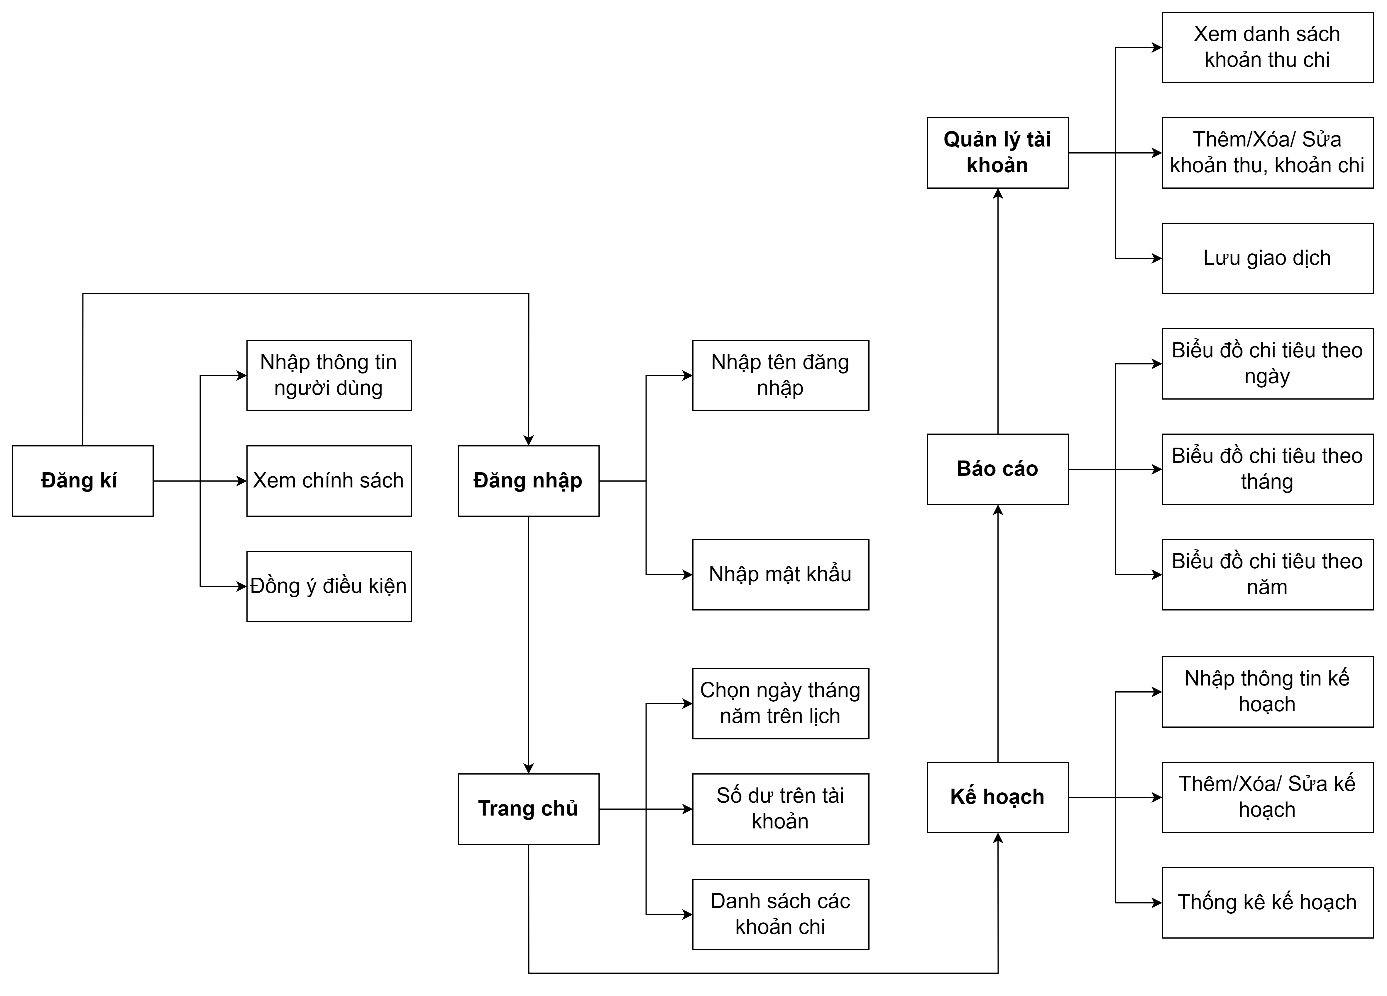 Đăng kí
Nhập thông tin
người dùng
Xem chính sách
Đồng ý điều kiện
Đăng nhập
Nhập tên đăng
nhập
Nhập mật khẩu
Trang chủ
Chọn ngày tháng
năm trên lịch
Số dư trên tài
khoản
Danh sách các
khoản chi
Kế hoạch
Nhập thông tin kế
hoạch
Thêm/Xóa/ Sửa kế
hoạch
Thống kê kế hoạch
Báo cáo
Biểu đồ chi tiêu theo
ngày
Biểu đồ chi tiêu theo
tháng
Biểu đồ chi tiêu theo
năm
Quản lý tài
khoản
Xem danh sách
khoản thu chi
Thêm/Xóa/ Sửa
khoản thu, khoản chi
Lưu giao dịch